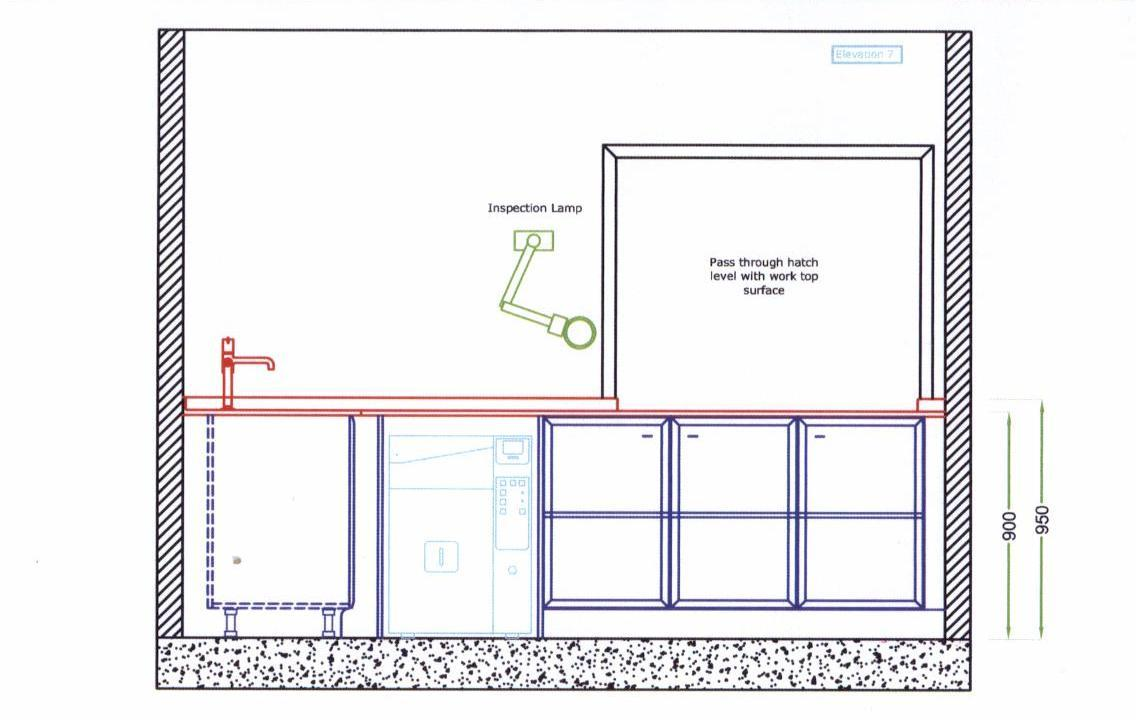 Elevation 7
Inspection Lamp
Pass through hatch
level with work top
surface
900
950